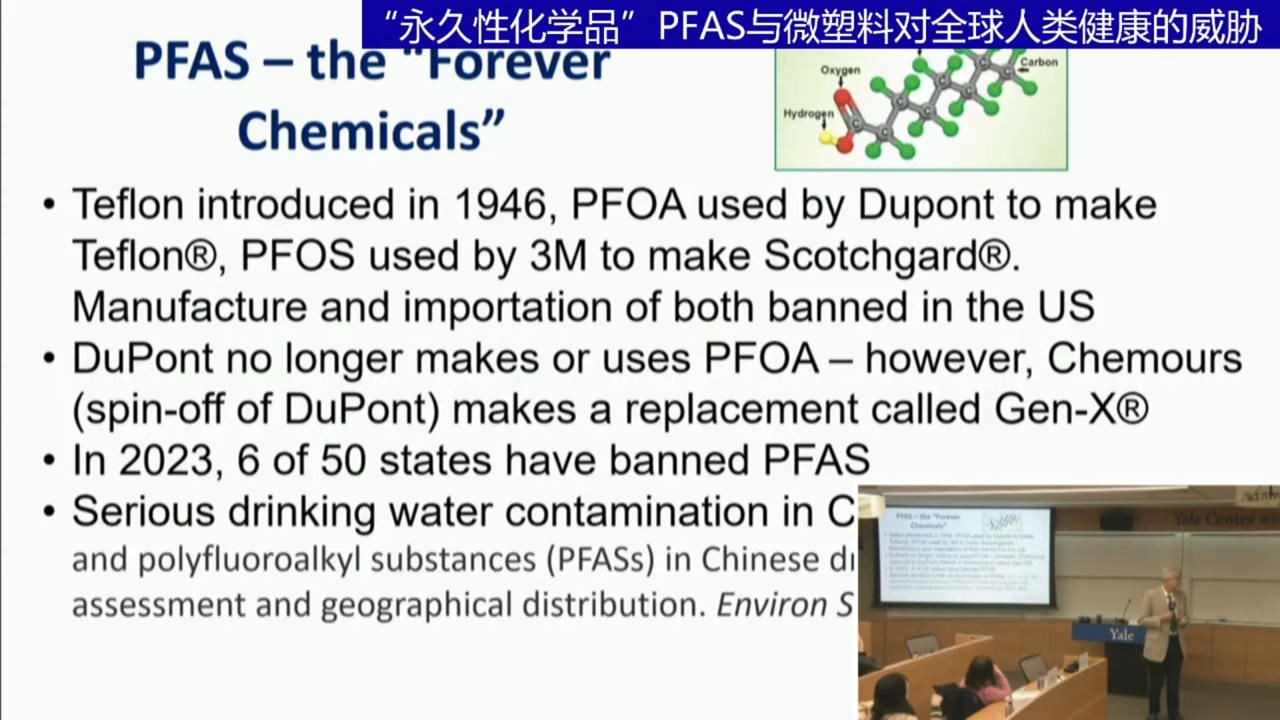 “永久性化学品” PFAS与微塑料对全球人类健康的威胁
PFAS – the “Forever
Chemicals”
Oxygen
Carbon
Hydrogen
• Teflon introduced in 1946, PFOA used by Dupont to make
Teflon®, PFOS used by 3M to make Scotchgard®.
Manufacture and importation of both banned in the US
• DuPont no longer makes or uses PFOA – however, Chemours
(spin-off of DuPont) makes a replacement called Gen-X®
• In 2023, 6 of 50 states have banned PFAS
• Serious drinking water contamination in C
and polyfluoroalkyl substances (PFASs) in Chinese dr
assessment and geographical distribution. Environ S
PFAS – the “Forever
Chemicals”
Yale Center
Yale